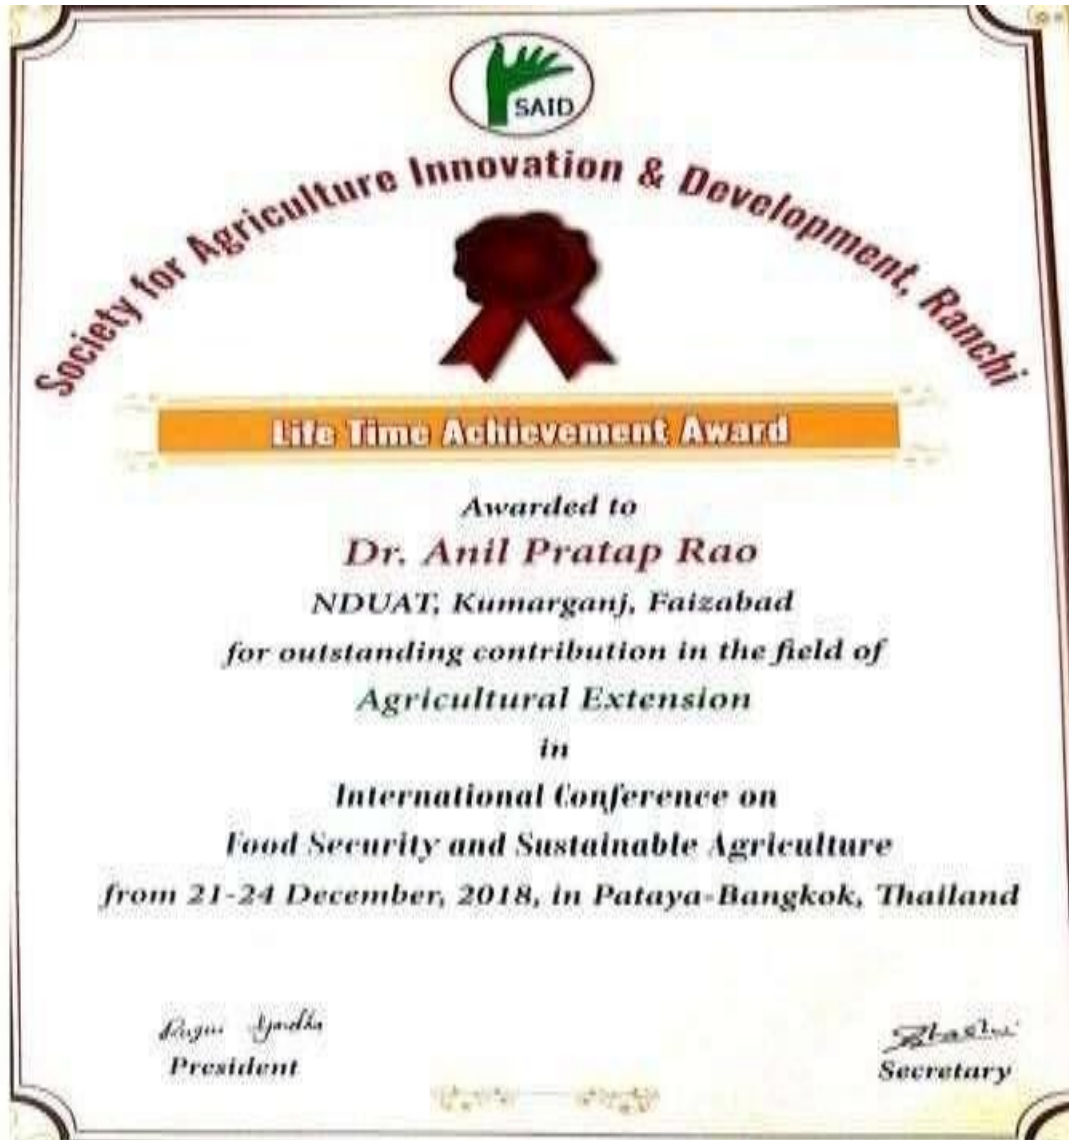 SAID
Society for Agriculture Innovation & Development, Ranchi
Life Time Achievement Award
Awarded to
Dr. Anil Pratap Rao
NDUAT, Kumarganj, Faizabad
for outstanding contribution in the field of
Agricultural Extension
in
International Conference on
Food Security and Sustainable Agriculture
from 21-24 December, 2018, in Pataya-Bangkok, Thailand
President
Secretary